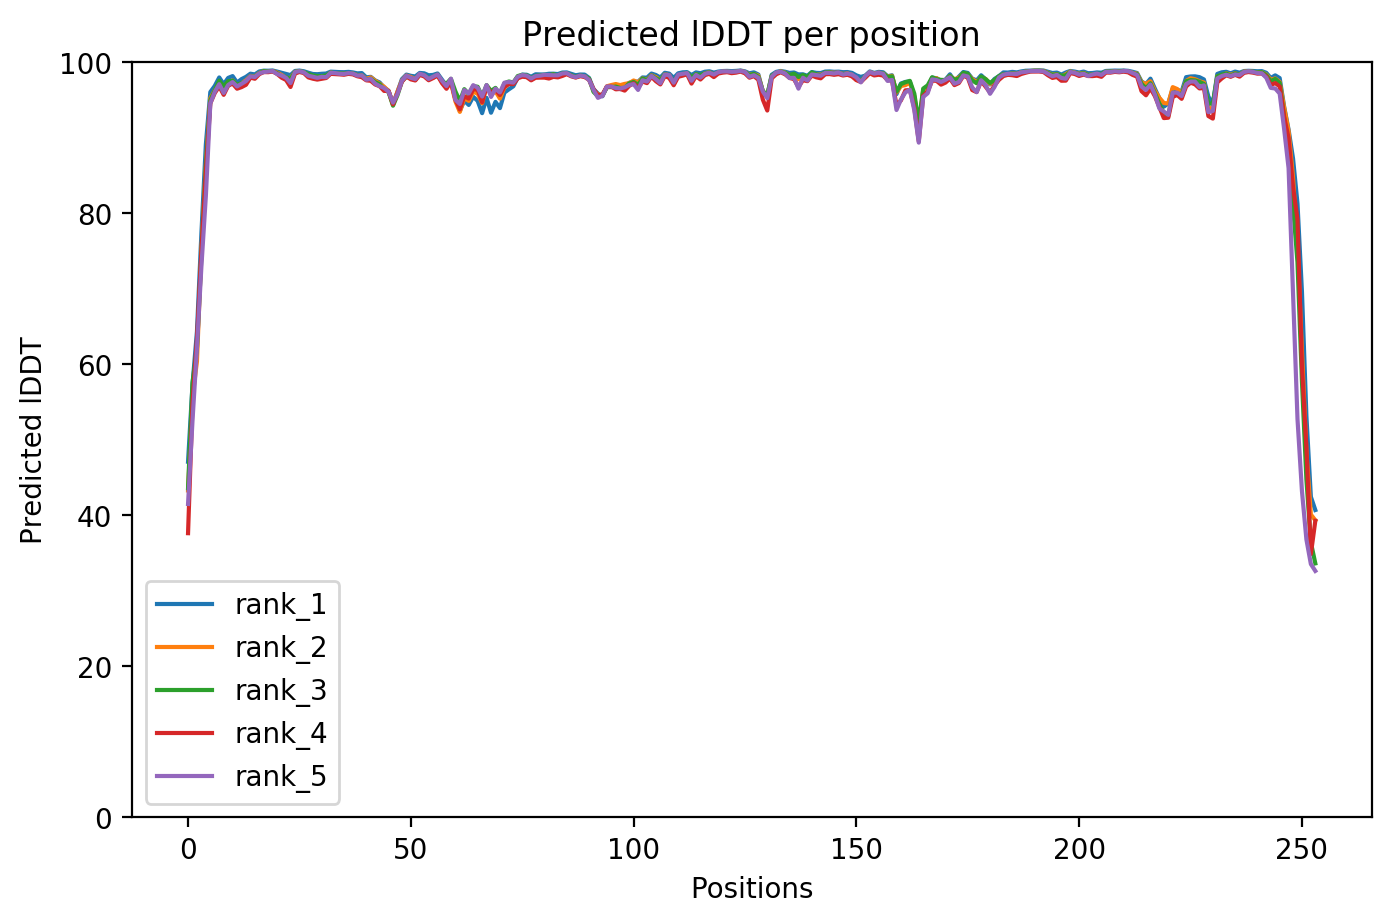 Predicted lDDT per position
100
80
60
40
20
0
Predicted lDDT
rank_1
rank_2
rank_3
rank_4
rank_5
0 50 100 150 200 250
Positions